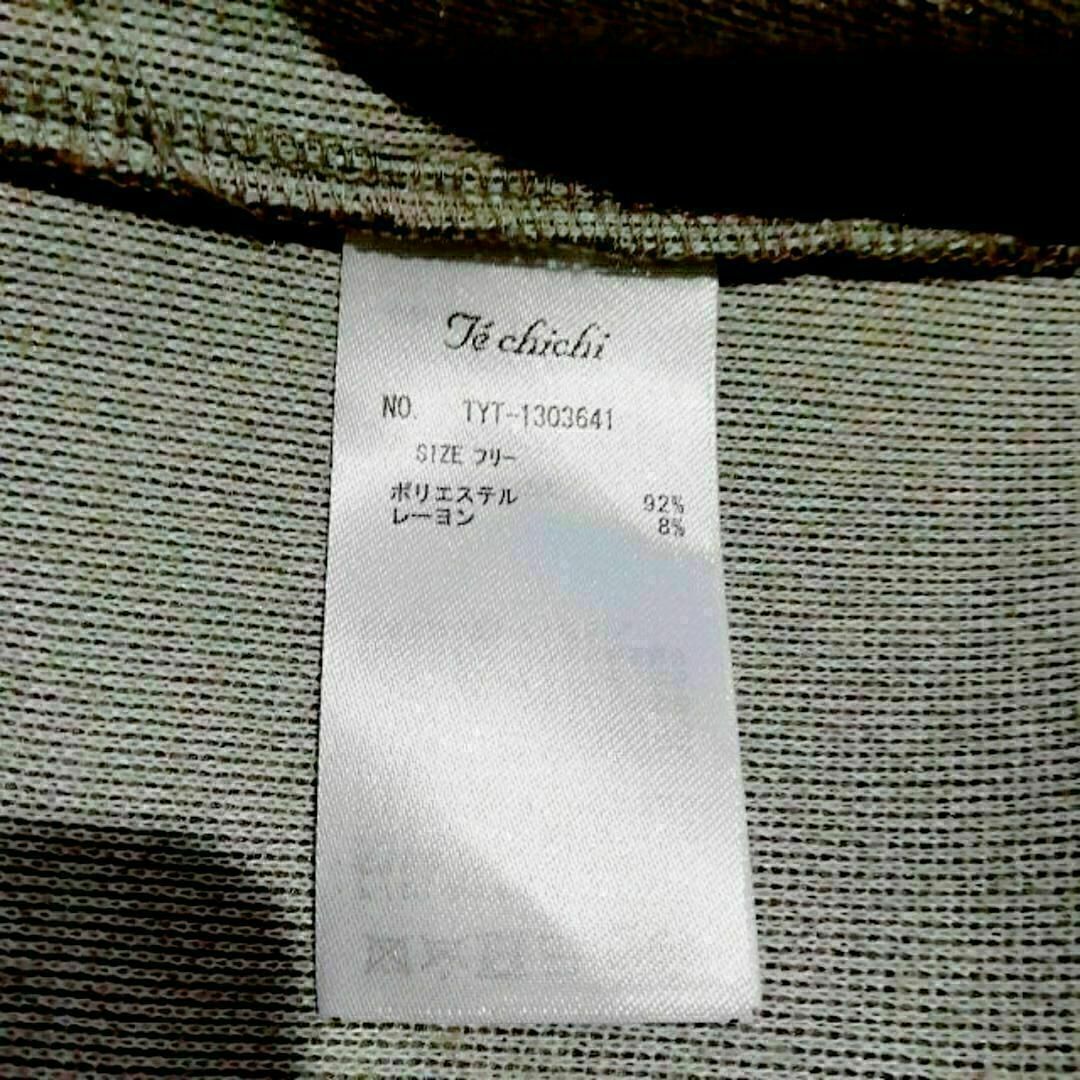 Té chichi
NO. TYT-1303641
SIZE フリー
ポリエステル 92%
レーヨン 8%